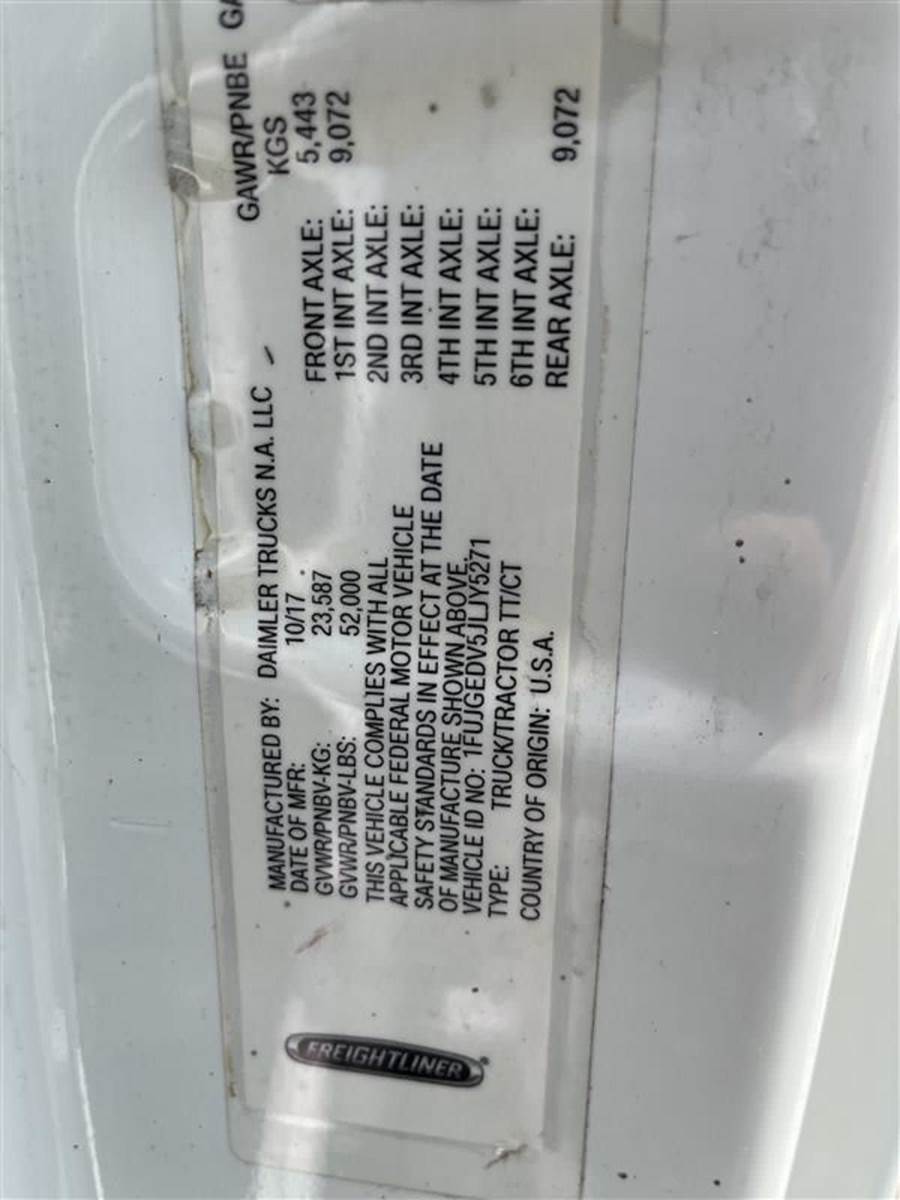 FREIGHTLINER
MANUFACTURED BY: DAIMLER TRUCKS N.A. LLC
DATE OF MFR: 10/17
GVWR/PNBV-KG: 23,587
GVWR/PNBV-LBS: 52,000
THIS VEHICLE COMPLIES WITH ALL
APPLICABLE FEDERAL MOTOR VEHICLE
SAFETY STANDARDS IN EFFECT AT THE DATE
OF MANUFACTURE SHOWN ABOVE.
VEHICLE ID NO: 1FUJGEDV5JLJY5271
TYPE: TRUCK/TRACTOR TT/CT
COUNTRY OF ORIGIN: U.S.A.
GAWR/PNBE
KGS
FRONT AXLE: 5,443
1ST INT AXLE: 9,072
2ND INT AXLE:
3RD INT AXLE:
4TH INT AXLE:
5TH INT AXLE:
6TH INT AXLE:
REAR AXLE: 9,072